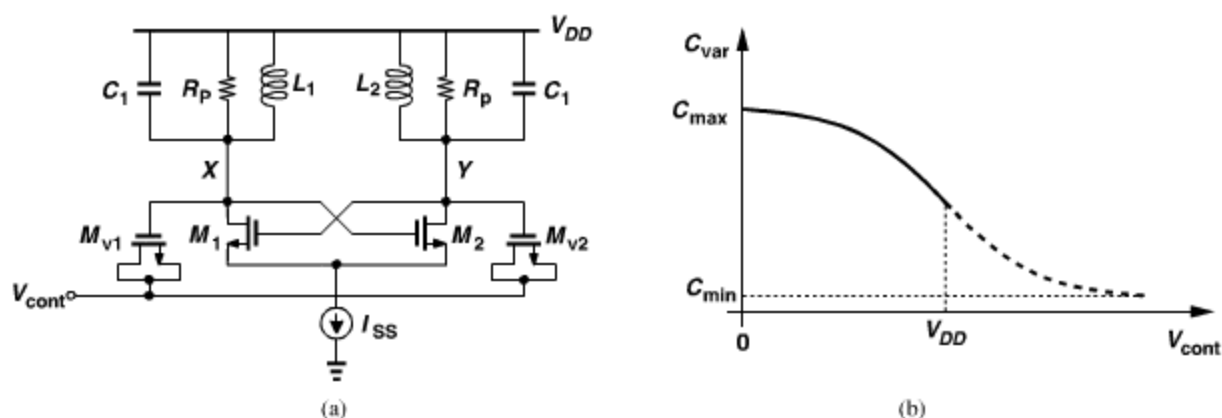 V_DD
C_1 R_P L_1 L_2 R_p C_1
X Y
M_v1 M_1 M_2 M_v2
V_cont
I_SS
(a)
C_var
C_max
C_min
0 V_DD V_cont
(b)